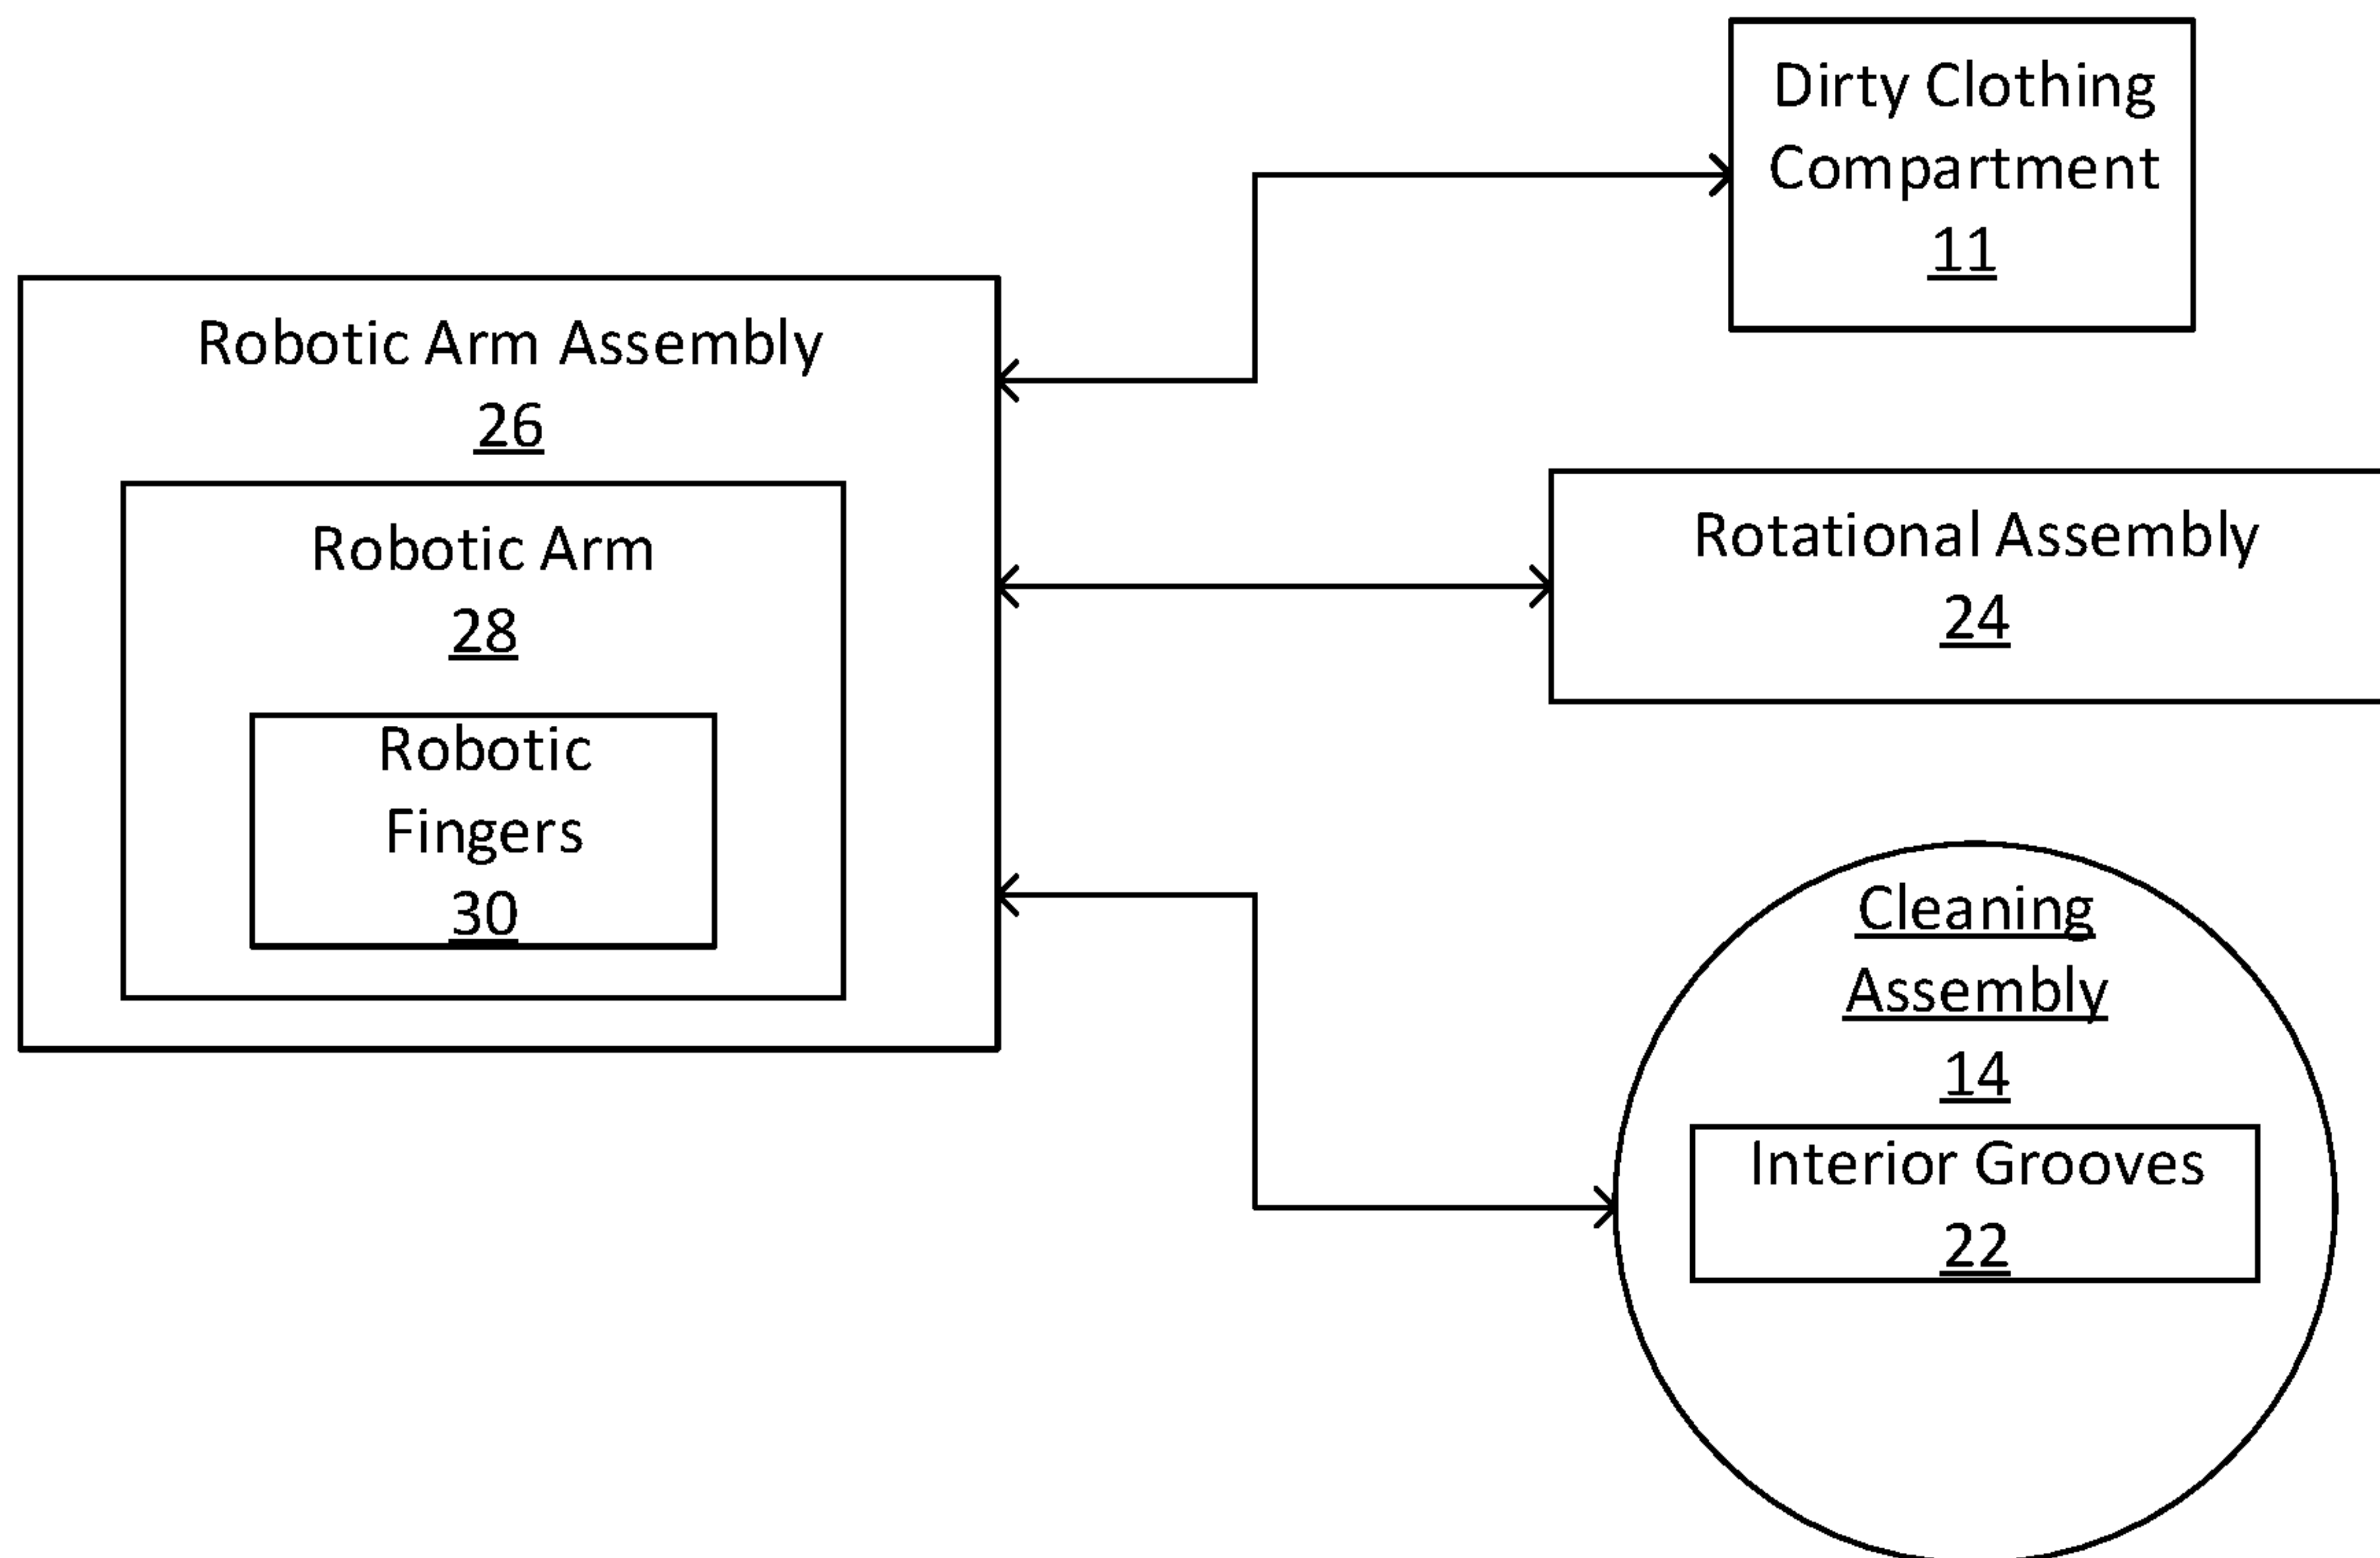 Dirty Clothing
Compartment
11
Robotic Arm Assembly
26
Robotic Arm
28
Robotic
Fingers
30
Rotational Assembly
24
Cleaning
Assembly
14
Interior Grooves
22